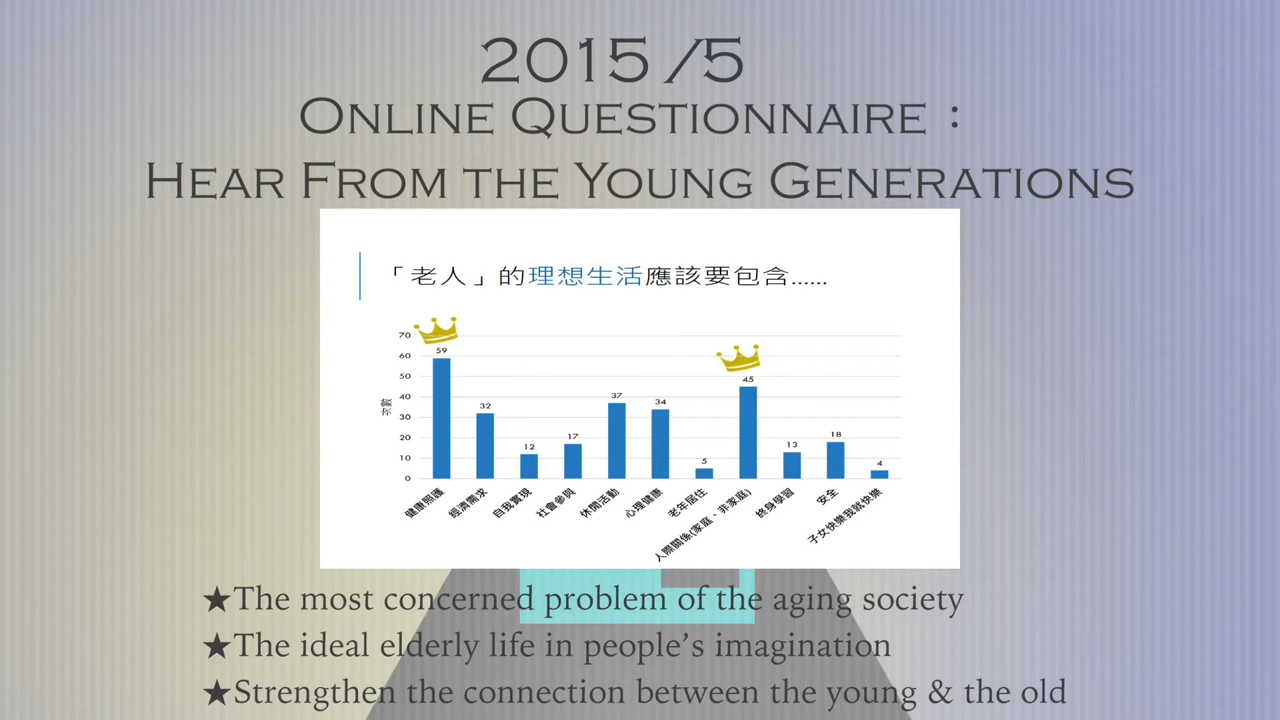 2015/5
ONLINE QUESTIONNAIRE：
HEAR FROM THE YOUNG GENERATIONS
「老人」的理想生活應該要包含......
70
60
50
40
30
20
10
0
次數
59
32
12
17
37
34
5
45
13
18
4
健康照護
經濟需求
自我實現
社會參與
休閒活動
心理健康
老年居住
人際關係(家庭、非家庭)
終身學習
安全
子女快樂我就快樂
★The most concerned problem of the aging society
★The ideal elderly life in people's imagination
★Strengthen the connection between the young & the old